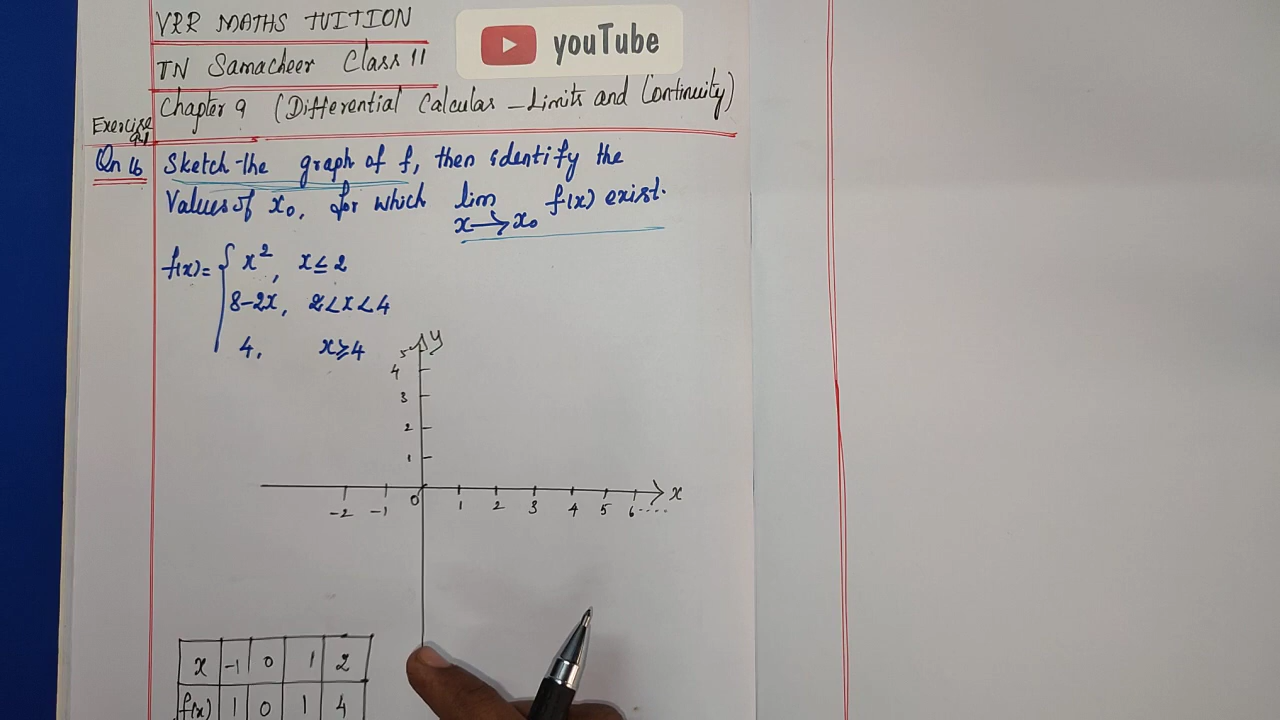 VRR MATHS TUITION
youTube
TN Samacheer Class 11
Chapter 9 (Differential Calculus - Limits and Continuity)
Exercise 9.1
Qn 16 Sketch the graph of f, then identify the
values of x₀, for which lim f(x) exist.
x→x₀
f(x)= { x², x≤2
8-2x, 2<x<4
4, x≥4
y
5
4
3
2
1
-2 -1 0 1 2 3 4 5 6.... x
x -1 0 1 2
f(x) 1 0 1 4